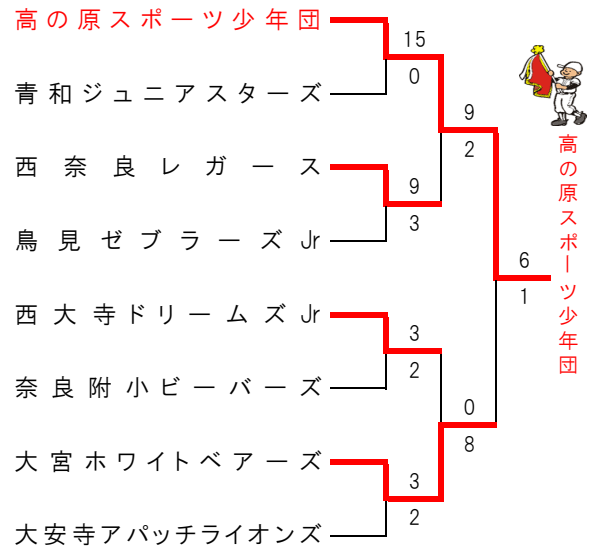 高の原スポーツ少年団
15
0
青和ジュニアスターズ
9
2
西奈良レガース
9
3
鳥見ゼブラーズJr
高の原スポーツ少年団
6
1
西大寺ドリームズJr
3
2
奈良附小ビーバーズ
0
8
大宮ホワイトベアーズ
3
2
大安寺アパッチライオンズ